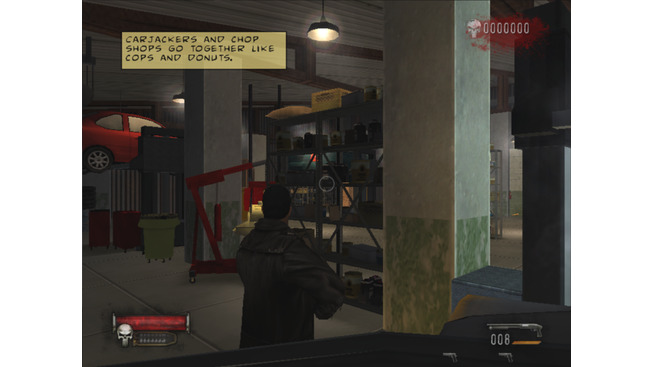 CARJACKERS AND CHOP
SHOPS GO TOGETHER LIKE
COPS AND DONUTS.
0000000
008